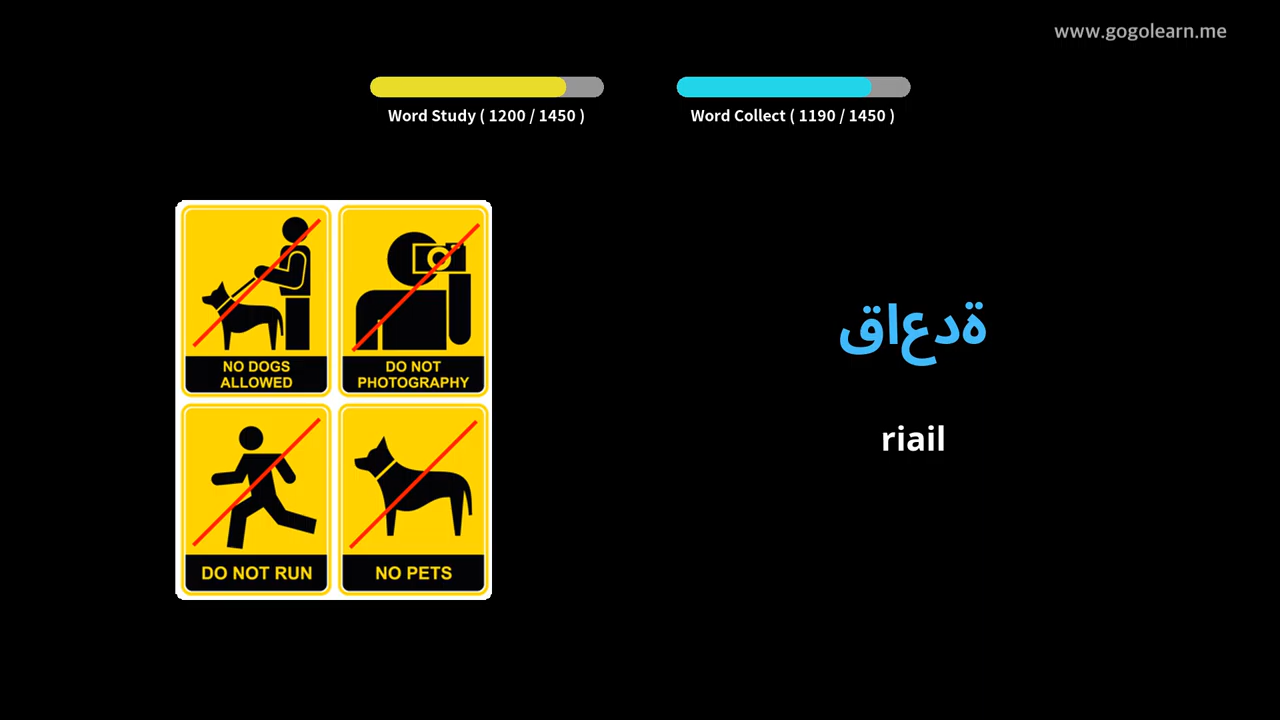 www.gogolearn.me
Word Study ( 1200 / 1450 )
Word Collect ( 1190 / 1450 )
NO DOGS
ALLOWED
DO NOT
PHOTOGRAPHY
DO NOT RUN
NO PETS
قاعدة
riail